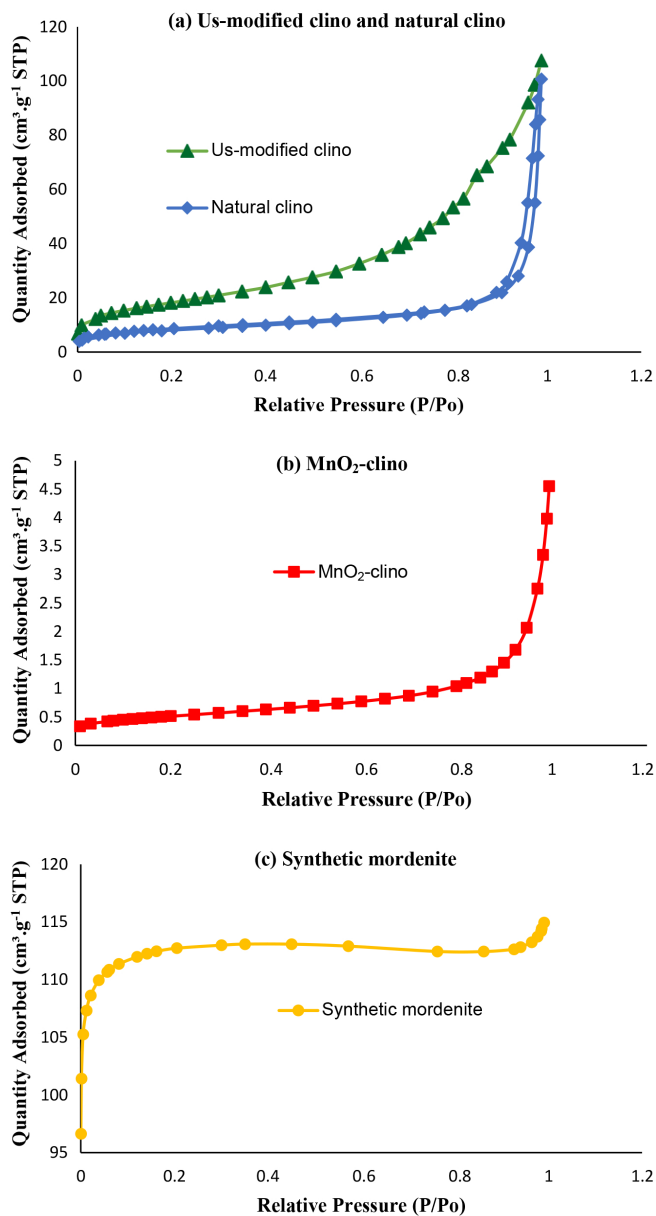 (a) Us-modified clino and natural clino
120
100
80
60
40
20
0
Quantity Adsorbed (cm³.g⁻¹ STP)
Us-modified clino
Natural clino
0 0.2 0.4 0.6 0.8 1 1.2
Relative Pressure (P/Po)
(b) MnO₂-clino
5
4.5
4
3.5
3
2.5
2
1.5
1
0.5
0
Quantity Adsorbed (cm³.g⁻¹ STP)
MnO₂-clino
0 0.2 0.4 0.6 0.8 1 1.2
Relative Pressure (P/Po)
(c) Synthetic mordenite
120
115
110
105
100
95
Quantity Adsorbed (cm³.g⁻¹ STP)
Synthetic mordenite
0 0.2 0.4 0.6 0.8 1 1.2
Relative Pressure (P/Po)